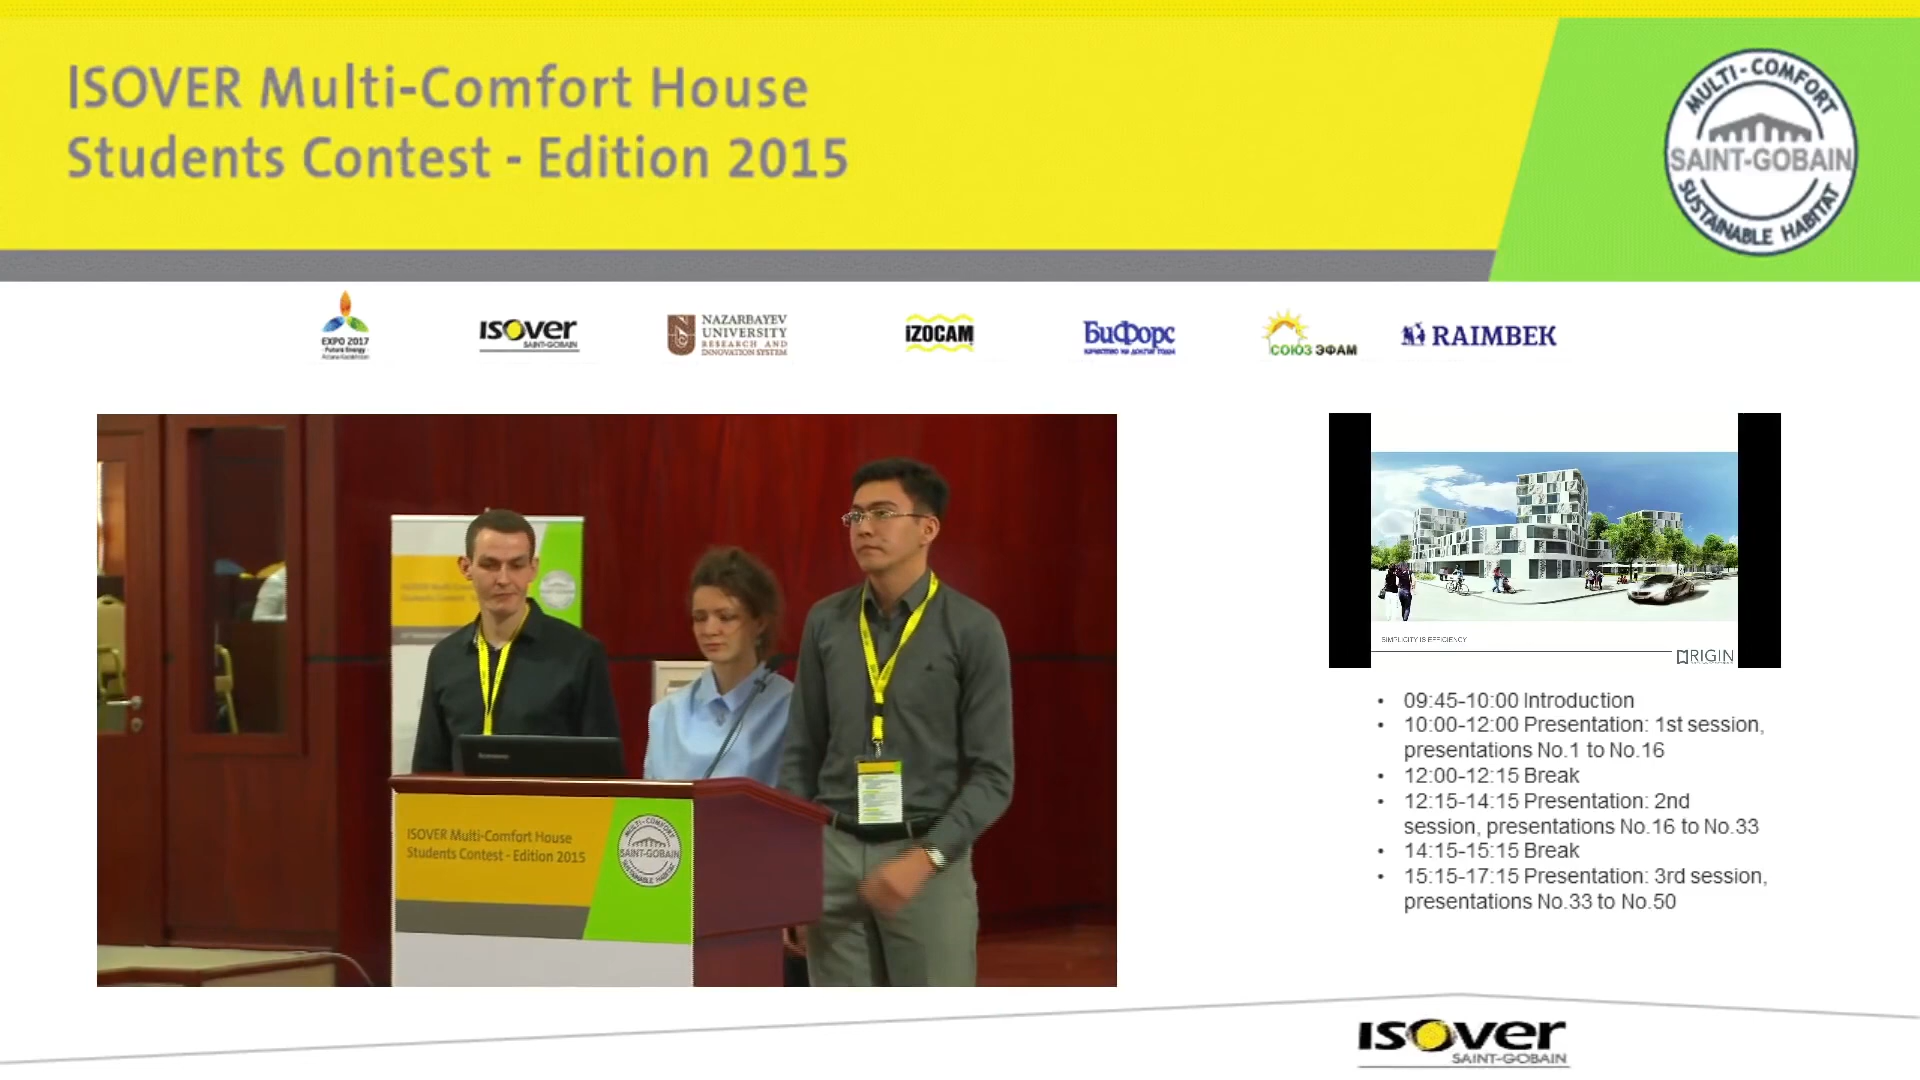 ISOVER Multi-Comfort House
Students Contest - Edition 2015
MULTI-COMFORT
SAINT-GOBAIN
SUSTAINABLE HABITAT
EXPO 2017
Future Energy
Astana Kazakhstan
ISOVER
SAINT-GOBAIN
NAZARBAYEV
UNIVERSITY
RESEARCH AND
INNOVATION SYSTEM
İZOCAM
БиФорс
КАЧЕСТВО НА ДОЛГИЕ ГОДЫ
СОЮЗ ЭФАМ
RAIMBEK
ISOVER Multi-Comfort House
Students Contest - Edition 2015
MULTI-COMFORT
SAINT-GOBAIN
SUSTAINABLE HABITAT
SIMPLICITY IS EFFICIENCY
ORIGIN
• 09:45-10:00 Introduction
• 10:00-12:00 Presentation: 1st session,
presentations No.1 to No.16
• 12:00-12:15 Break
• 12:15-14:15 Presentation: 2nd
session, presentations No.16 to No.33
• 14:15-15:15 Break
• 15:15-17:15 Presentation: 3rd session,
presentations No.33 to No.50
isover
SAINT-GOBAIN